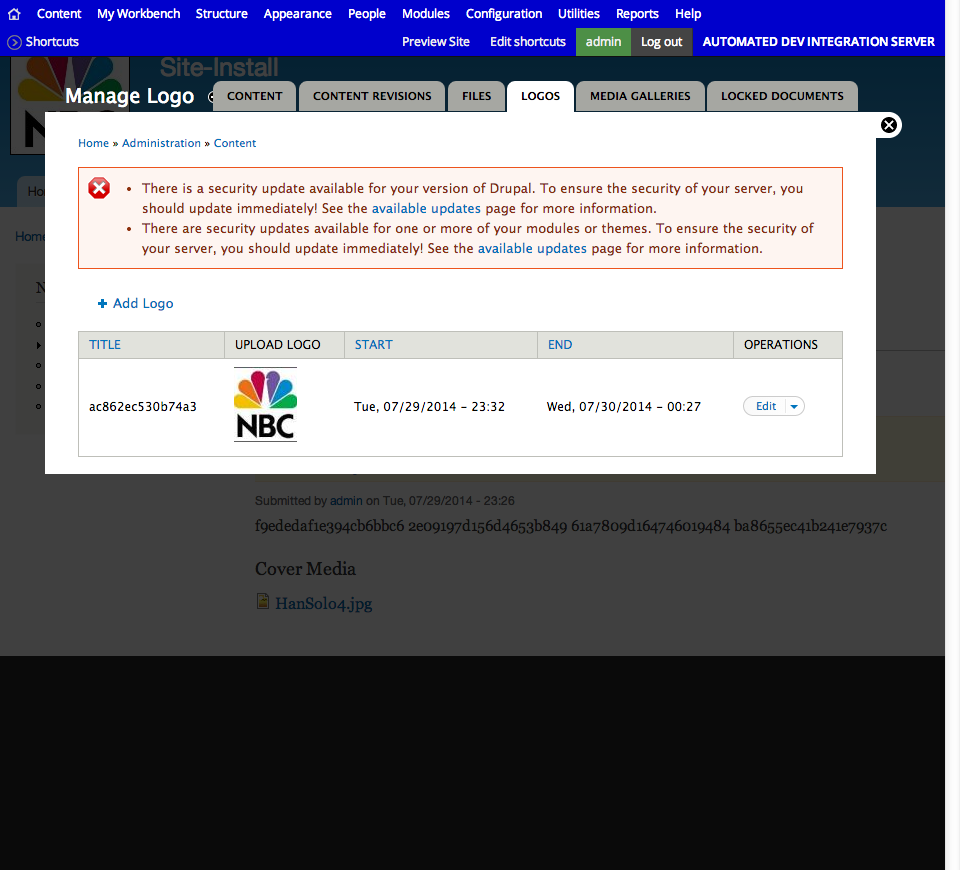 Content My Workbench Structure Appearance People Modules Configuration Utilities Reports Help
Shortcuts Preview Site Edit shortcuts admin Log out AUTOMATED DEV INTEGRATION SERVER
Site-Install
Manage Logo CONTENT CONTENT REVISIONS FILES LOGOS MEDIA GALLERIES LOCKED DOCUMENTS
Home » Administration » Content
• There is a security update available for your version of Drupal. To ensure the security of your server, you
should update immediately! See the available updates page for more information.
• There are security updates available for one or more of your modules or themes. To ensure the security of
your server, you should update immediately! See the available updates page for more information.
Home
Add Logo
TITLE UPLOAD LOGO START END OPERATIONS
ac862ec530b74a3 NBC Tue, 07/29/2014 - 23:32 Wed, 07/30/2014 - 00:27 Edit
Submitted by admin on Tue, 07/29/2014 - 23:26
f9ededaf1e394cb6bbc6 2e09197d156d4653b849 61a7809d164746019484 ba8655ec41b241e7937c
Cover Media
HanSolo4.jpg